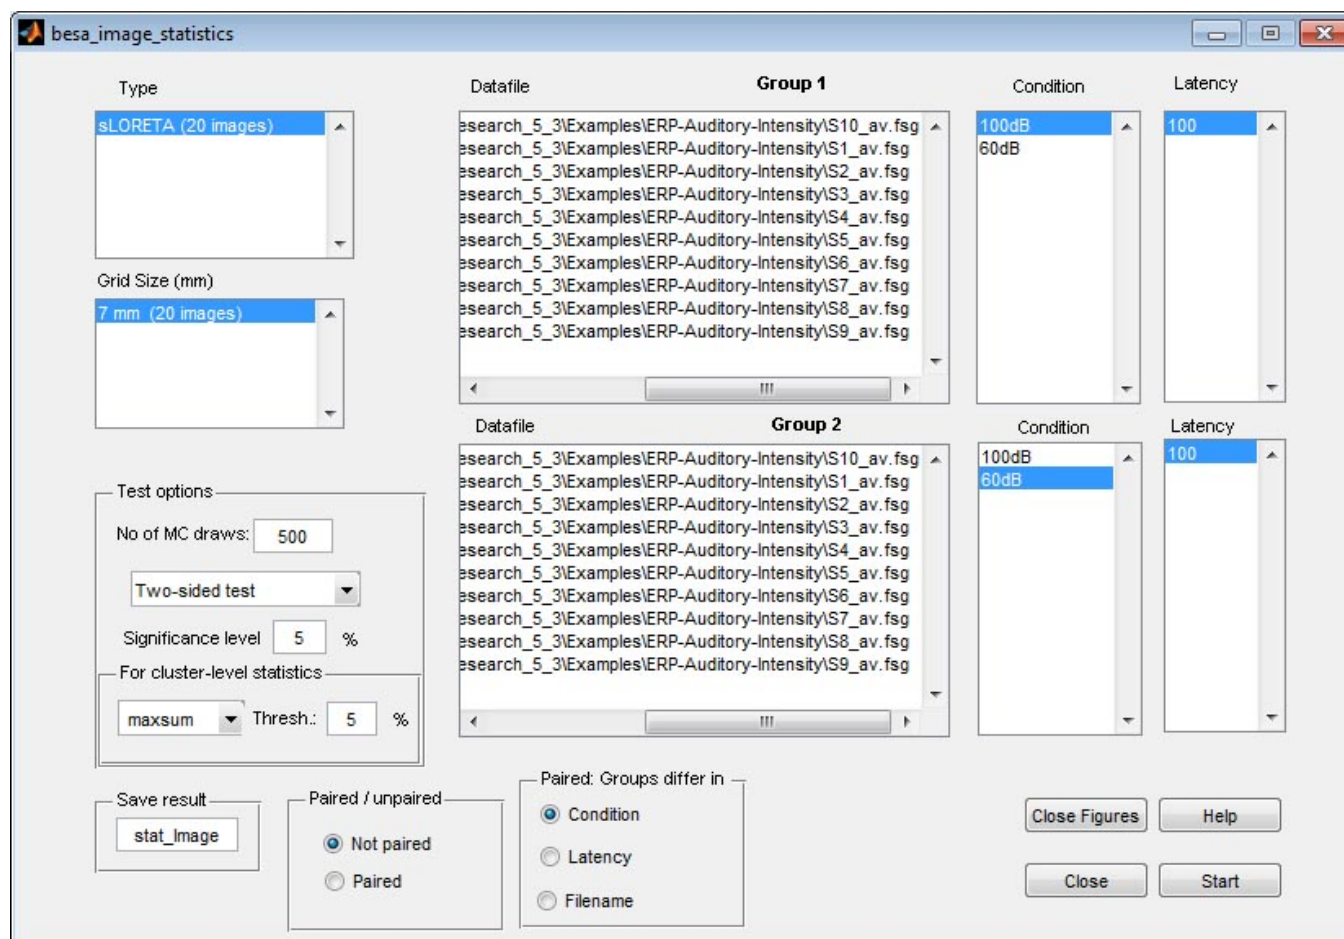 besa_image_statistics
Type
sLORETA (20 images)
Grid Size (mm)
7 mm (20 images)
Datafile Group 1
esearch_5_3\Examples\ERP-Auditory-Intensity\S10_av.fsg
esearch_5_3\Examples\ERP-Auditory-Intensity\S1_av.fsg
esearch_5_3\Examples\ERP-Auditory-Intensity\S2_av.fsg
esearch_5_3\Examples\ERP-Auditory-Intensity\S3_av.fsg
esearch_5_3\Examples\ERP-Auditory-Intensity\S4_av.fsg
esearch_5_3\Examples\ERP-Auditory-Intensity\S5_av.fsg
esearch_5_3\Examples\ERP-Auditory-Intensity\S6_av.fsg
esearch_5_3\Examples\ERP-Auditory-Intensity\S7_av.fsg
esearch_5_3\Examples\ERP-Auditory-Intensity\S8_av.fsg
esearch_5_3\Examples\ERP-Auditory-Intensity\S9_av.fsg
Condition
100dB
60dB
Latency
100
Datafile Group 2
esearch_5_3\Examples\ERP-Auditory-Intensity\S10_av.fsg
esearch_5_3\Examples\ERP-Auditory-Intensity\S1_av.fsg
esearch_5_3\Examples\ERP-Auditory-Intensity\S2_av.fsg
esearch_5_3\Examples\ERP-Auditory-Intensity\S3_av.fsg
esearch_5_3\Examples\ERP-Auditory-Intensity\S4_av.fsg
esearch_5_3\Examples\ERP-Auditory-Intensity\S5_av.fsg
esearch_5_3\Examples\ERP-Auditory-Intensity\S6_av.fsg
esearch_5_3\Examples\ERP-Auditory-Intensity\S7_av.fsg
esearch_5_3\Examples\ERP-Auditory-Intensity\S8_av.fsg
esearch_5_3\Examples\ERP-Auditory-Intensity\S9_av.fsg
Condition
100dB
60dB
Latency
100
Test options
No of MC draws: 500
Two-sided test
Significance level 5 %
For cluster-level statistics
maxsum Thresh.: 5 %
Save result
stat_Image
Paired / unpaired
Not paired
Paired
Paired: Groups differ in
Condition
Latency
Filename
Close Figures Help
Close Start